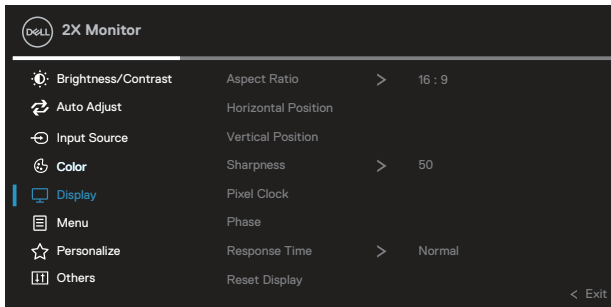 DELL 2X Monitor
Brightness/Contrast Aspect Ratio > 16 : 9
Auto Adjust Horizontal Position
Input Source Vertical Position
Color Sharpness > 50
Display Pixel Clock
Menu Phase
Personalize Response Time > Normal
Others Reset Display
< Exit